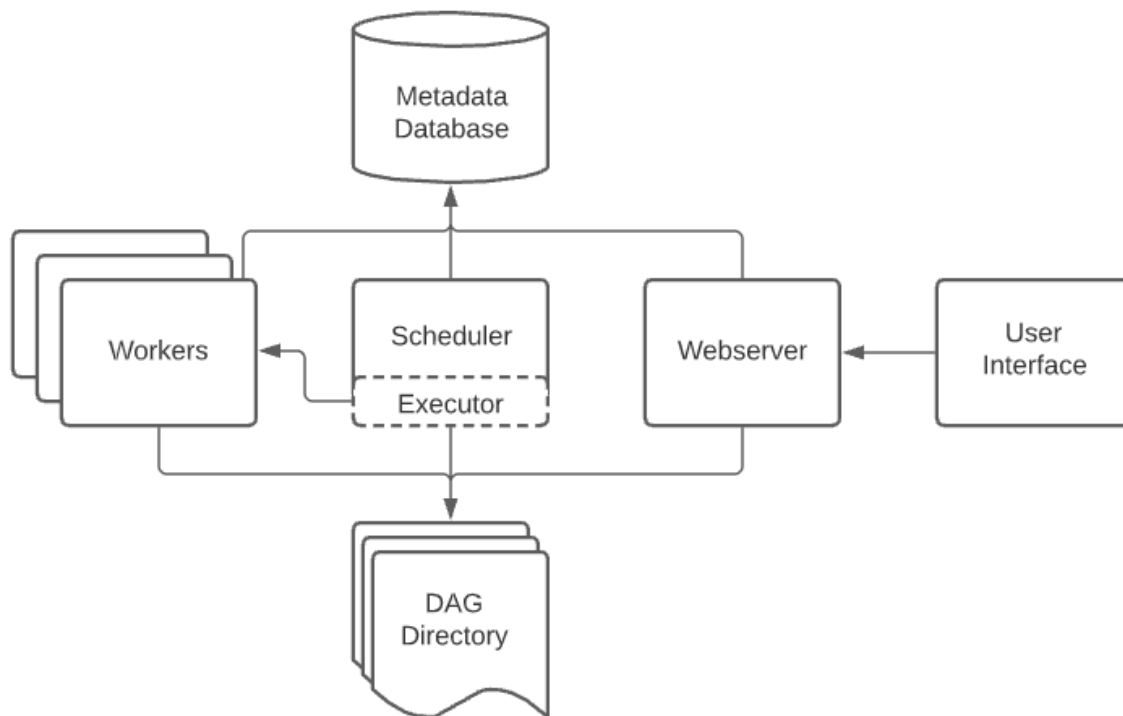 Metadata
Database
Workers
Scheduler
Executor
Webserver
User
Interface
DAG
Directory